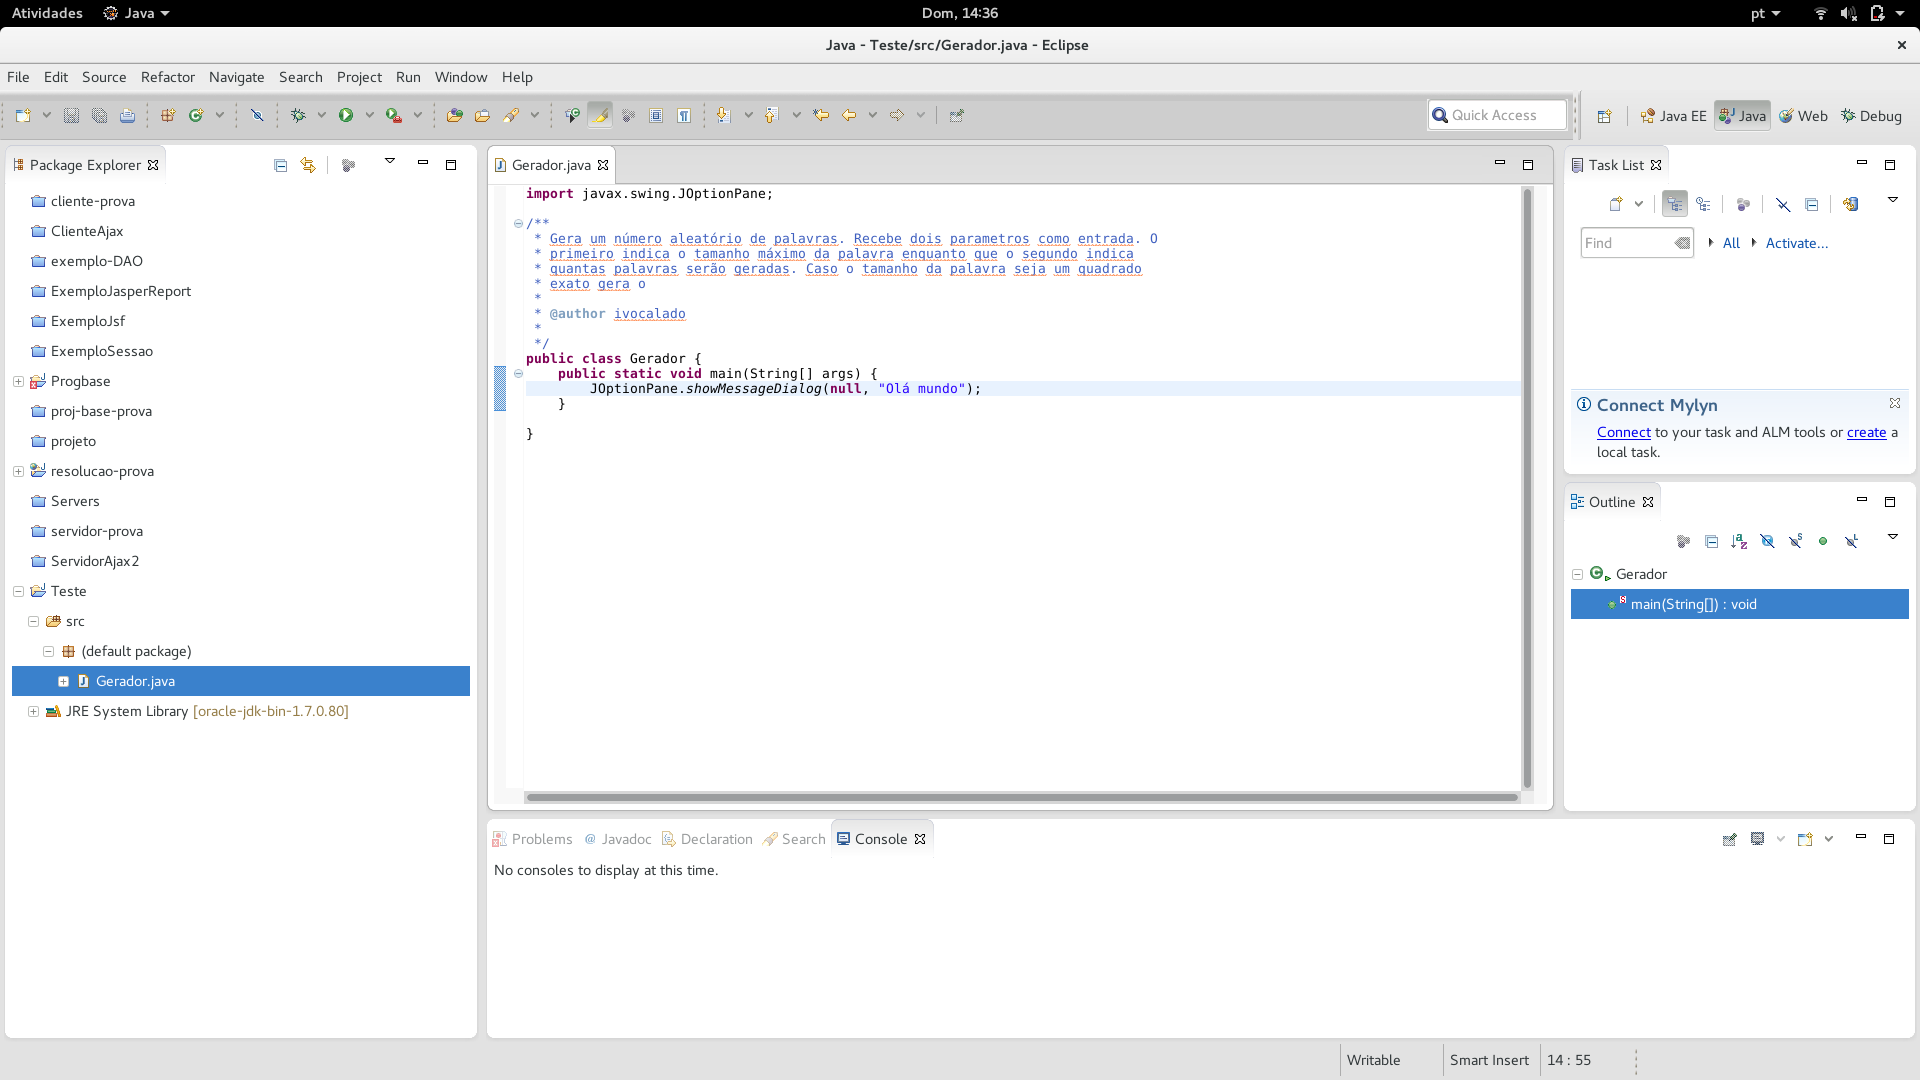 Atividades Java Dom, 14:36 pt
Java - Teste/src/Gerador.java - Eclipse
File Edit Source Refactor Navigate Search Project Run Window Help
Quick Access Java EE Java Web Debug
Package Explorer
cliente-prova
ClienteAjax
exemplo-DAO
ExemploJasperReport
ExemploJsf
ExemploSessao
Progbase
proj-base-prova
projeto
resolucao-prova
Servers
servidor-prova
ServidorAjax2
Teste
src
(default package)
Gerador.java
JRE System Library [oracle-jdk-bin-1.7.0.80]
Gerador.java
import javax.swing.JOptionPane;
/**
* Gera um número aleatório de palavras. Recebe dois parametros como entrada. O
* primeiro indica o tamanho máximo da palavra enquanto que o segundo indica
* quantas palavras serão geradas. Caso o tamanho da palavra seja um quadrado
* exato gera o
*
* @author ivocalado
*
*/
public class Gerador {
public static void main(String[] args) {
JOptionPane.showMessageDialog(null, "Olá mundo");
}
}
Task List
Find All Activate...
Connect Mylyn
Connect to your task and ALM tools or create a
local task.
Outline
Gerador
main(String[]) : void
Problems @ Javadoc Declaration Search Console
No consoles to display at this time.
Writable Smart Insert 14 : 55